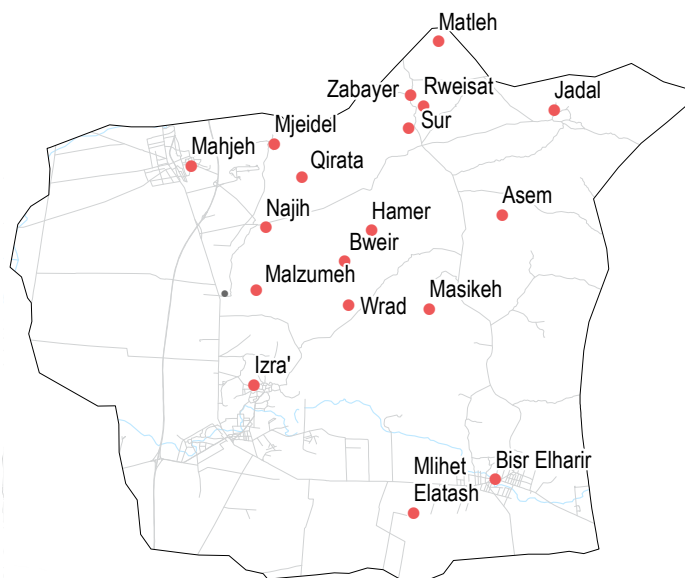 Matleh
Zabayer
Rweisat
Jadal
Sur
Mjeidel
Mahjeh
Qirata
Asem
Najih
Hamer
Bweir
Malzumeh
Wrad
Masikeh
Izra'
Mlihet
Elatash
Bisr Elharir